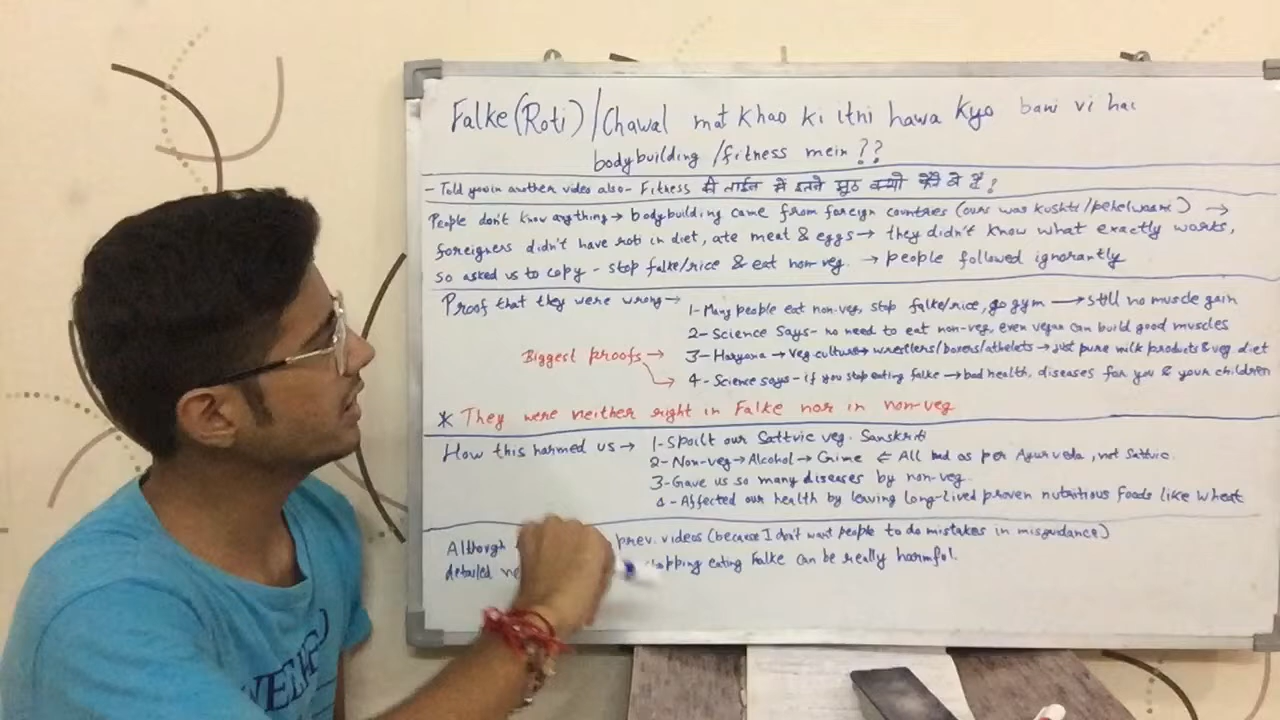 Falke (Roti) / Chawal mat khao ki itni hawa kyo bani vi hai
bodybuilding / fitness mein ??
- Told you in another video also - Fitness की लाईन में इतने झूठ क्यों फैले वे हैं !
People don't know anything → bodybuilding came from foreign countries (ours was kushti/pehelwaani) →
foreigners didn't have roti in diet, ate meat & eggs → they didn't know what exactly works,
so asked us to copy - stop falke/rice & eat non-veg. → people followed ignorantly
Proof that they were wrong → 1- Many people eat non-veg, stop falke/rice, go gym → still no muscle gain
2- Science says - no need to eat non-veg, even vegan can build good muscles
Biggest proofs → 3- Haryana → veg-culture → wrestlers/boxers/athelets → just pure milk products & veg diet
4- Science says - if you stop eating falke → bad health, diseases for you & your children
* They were neither right in Falke nor in non-veg
How this harmed us → 1- Spoilt our Sattvic veg. Sanskriti
2- Non-veg → Alcohol → Crime ← All bad as per Ayurveda, not Sattvic.
3- Gave us so many diseases by non-veg.
4- Affected our health by leaving long-lived proven nutritious foods like wheat
Although prev. videos (because I don't want people to do mistakes in misguidance)
detailed stopping eating Falke can be really harmful.